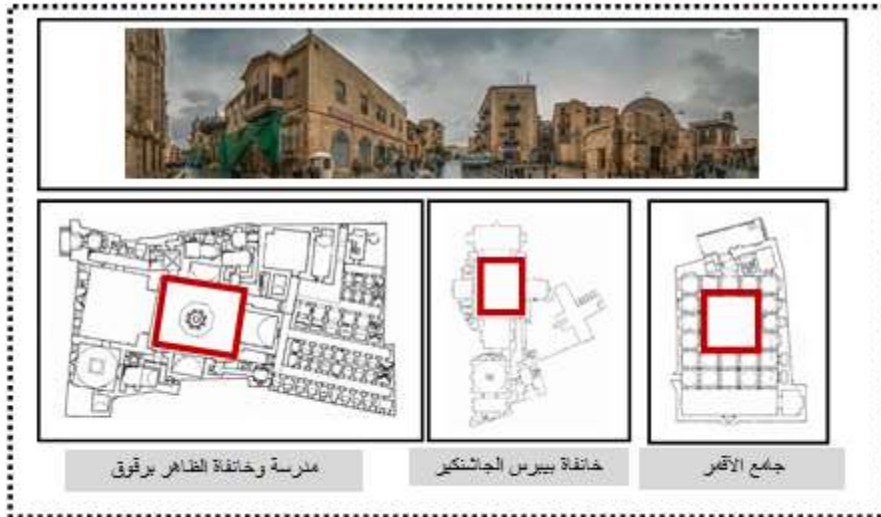 جامع الأقمر
خانقاة بيبرس الجاشنكير
مدرسة وخانقاة الظاهر برقوق